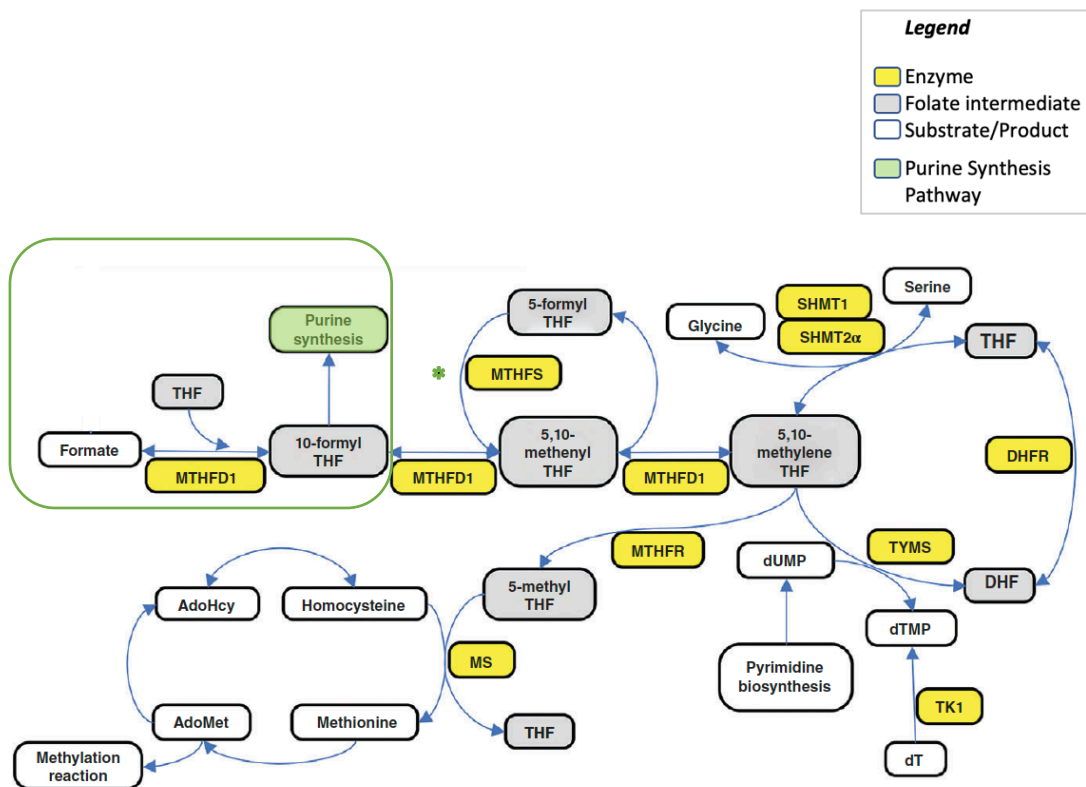 Legend
Enzyme
Folate intermediate
Substrate/Product
Purine Synthesis
Pathway
Purine
synthesis
THF
Formate
MTHFD1
10-formyl
THF
*
MTHFD1
5-formyl
THF
MTHFS
5,10-
methenyl
THF
MTHFD1
Glycine
SHMT1
SHMT2α
Serine
THF
5,10-
methylene
THF
DHFR
MTHFR
TYMS
dUMP
DHF
dTMP
Pyrimidine
biosynthesis
TK1
dT
5-methyl
THF
AdoHcy
Homocysteine
MS
AdoMet
Methionine
THF
Methylation
reaction